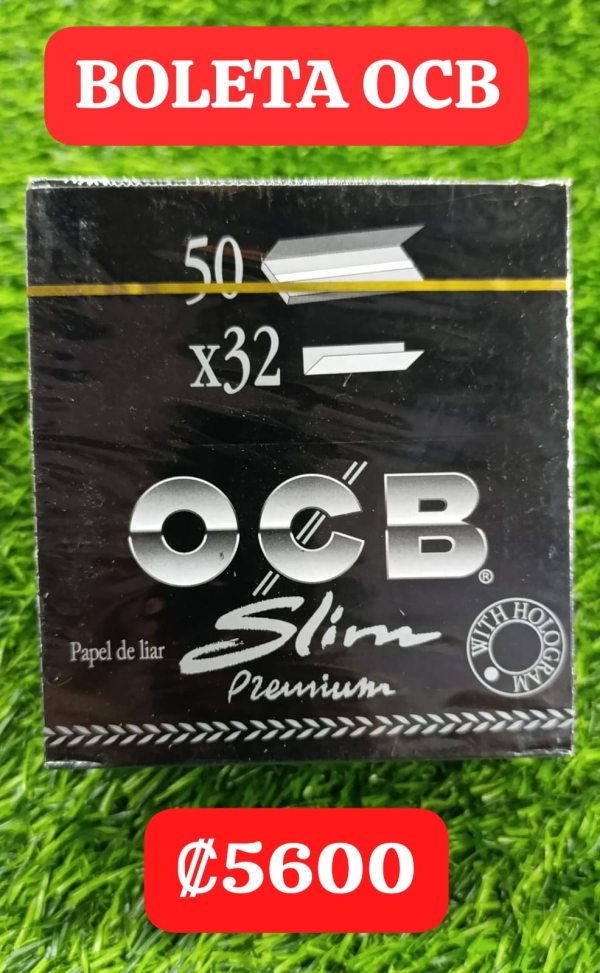 BOLETA OCB
50
x32
OCB®
Slim
Papel de liar
Premium
WITH HOLOGRAM
₡5600